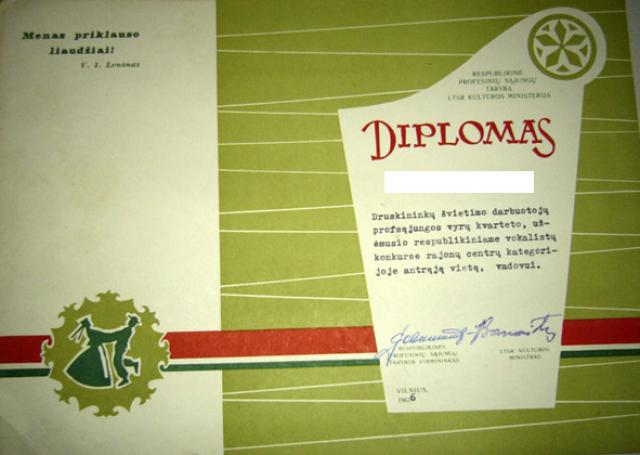 Menas priklauso
liaudžiai!
V. I. Leninas
RESPUBLIKINĖ
PROFESINIŲ SĄJUNGŲ
TARYBA
LTSR KULTŪROS MINISTERIJA
DIPLOMAS
Druskininkų švietimo darbuotojų
profsąjungos vyrų kvarteto, už-
ėmusio respublikiniame vokalistų
konkurse rajonų centrų kategori-
joje antrąją vietą, vadovui.
RESPUBLIKINĖS
PROFESINIŲ SĄJUNGŲ
TARYBOS PIRMININKAS
LTSR KULTŪROS
MINISTRAS
VILNIUS,
1966